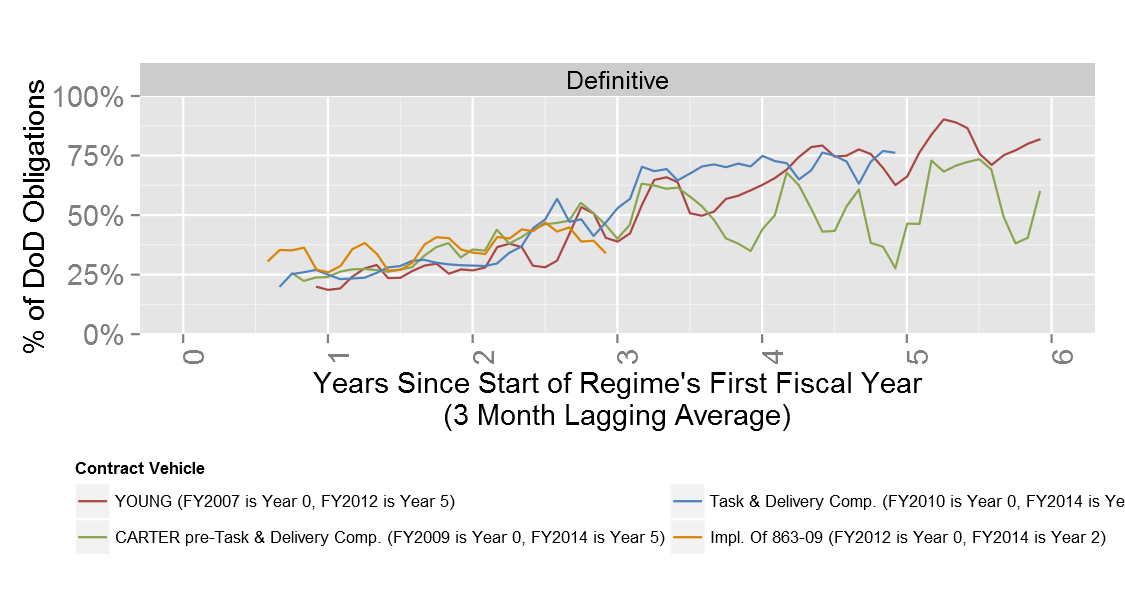 Definitive
% of DoD Obligations
100%
75%
50%
25%
0%
0 1 2 3 4 5 6
Years Since Start of Regime's First Fiscal Year
(3 Month Lagging Average)
Contract Vehicle
YOUNG (FY2007 is Year 0, FY2012 is Year 5)
Task & Delivery Comp. (FY2010 is Year 0, FY2014 is Ye
CARTER pre-Task & Delivery Comp. (FY2009 is Year 0, FY2014 is Year 5)
Impl. Of 863-09 (FY2012 is Year 0, FY2014 is Year 2)